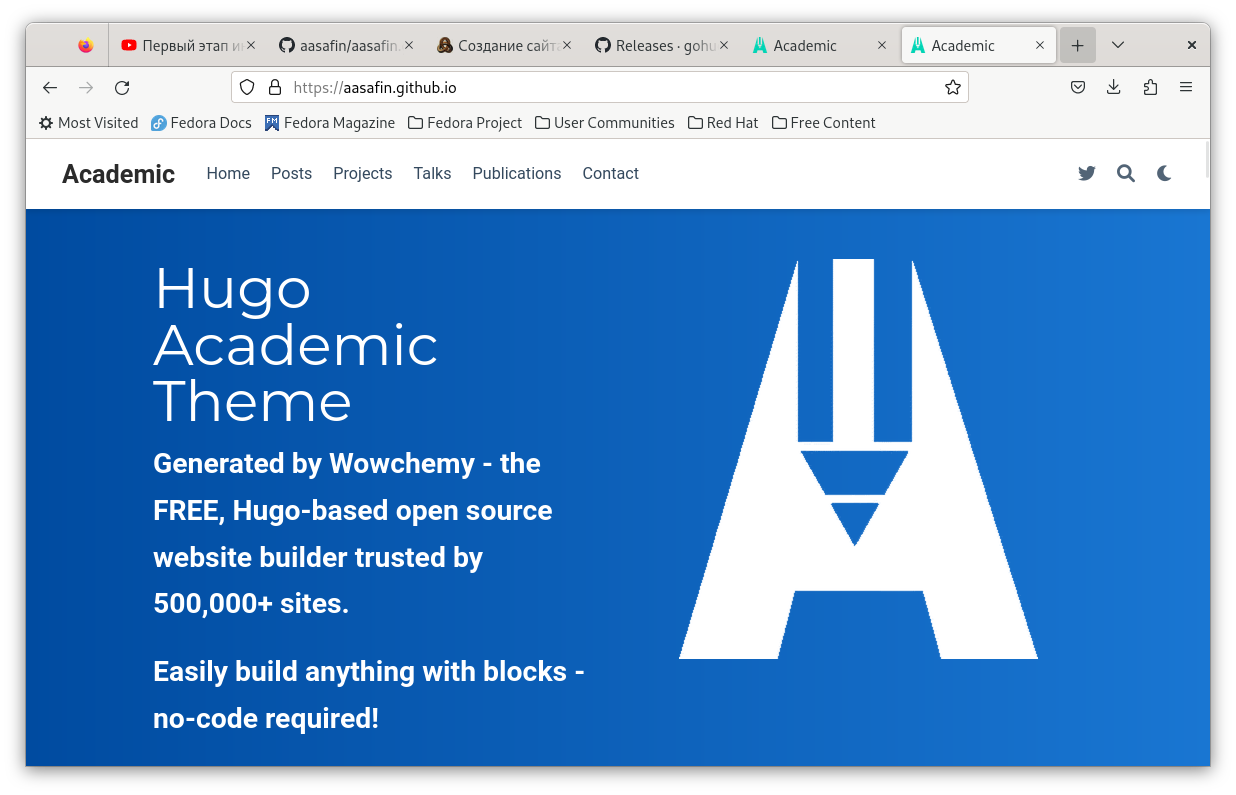 Первый этап ин
aasafin/aasafin.
Создание сайта
Releases · gohu
Academic
Academic
https://aasafin.github.io
Most Visited
Fedora Docs
Fedora Magazine
Fedora Project
User Communities
Red Hat
Free Content
Academic
Home
Posts
Projects
Talks
Publications
Contact
Hugo
Academic
Theme
Generated by Wowchemy - the
FREE, Hugo-based open source
website builder trusted by
500,000+ sites.
Easily build anything with blocks -
no-code required!